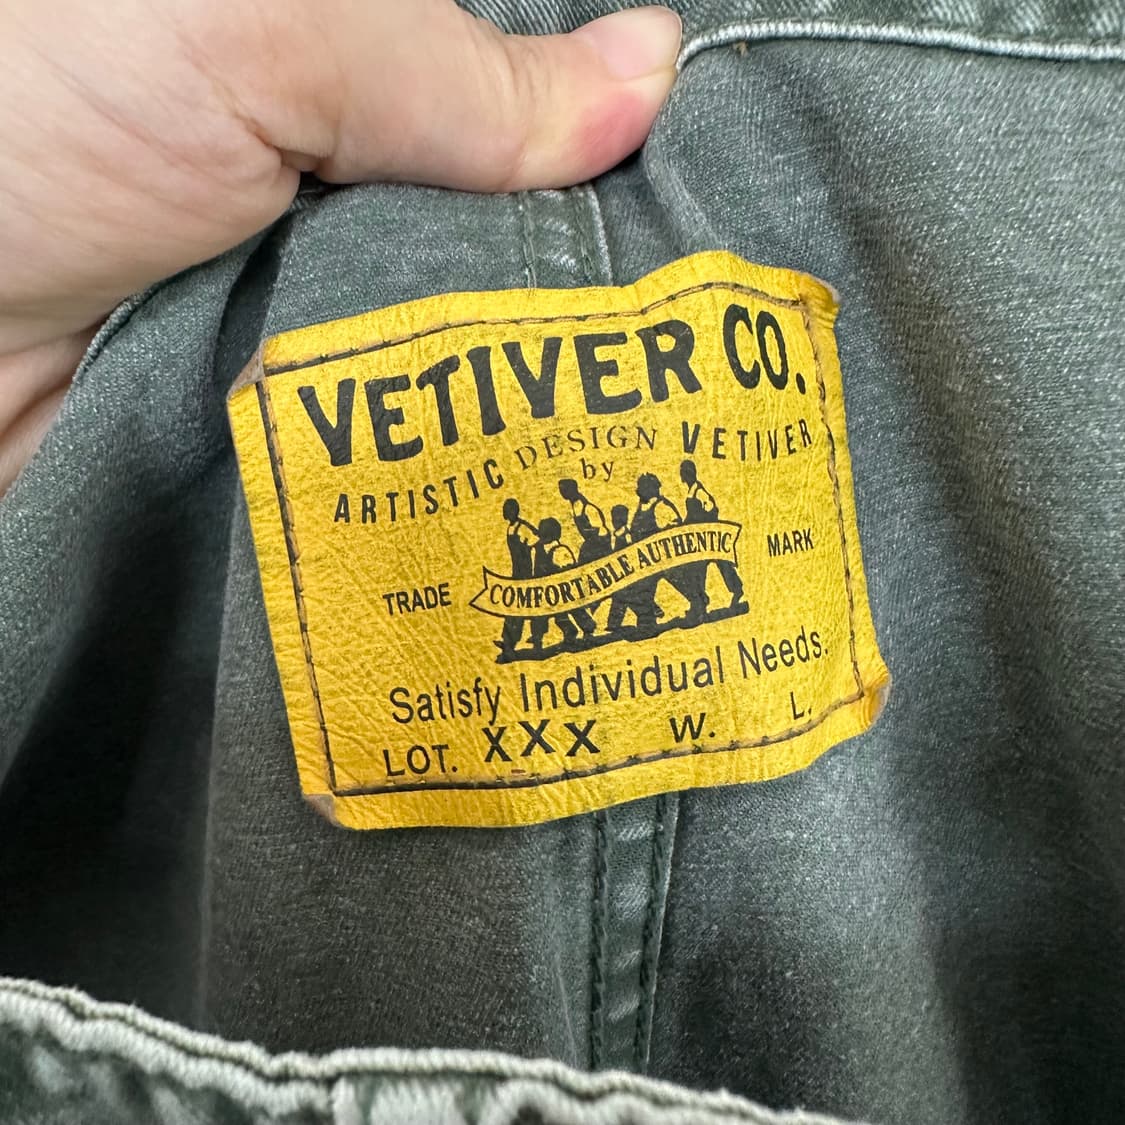 VETIVER CO.
ARTISTIC DESIGN by VETIVER
COMFORTABLE AUTHENTIC
TRADE MARK
Satisfy Individual Needs.
LOT. XXX W. L.